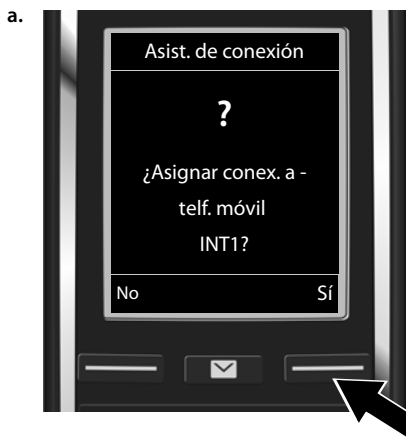 a.
Asist. de conexión
?
¿Asignar conex. a -
telf. móvil
INT1?
No Sí